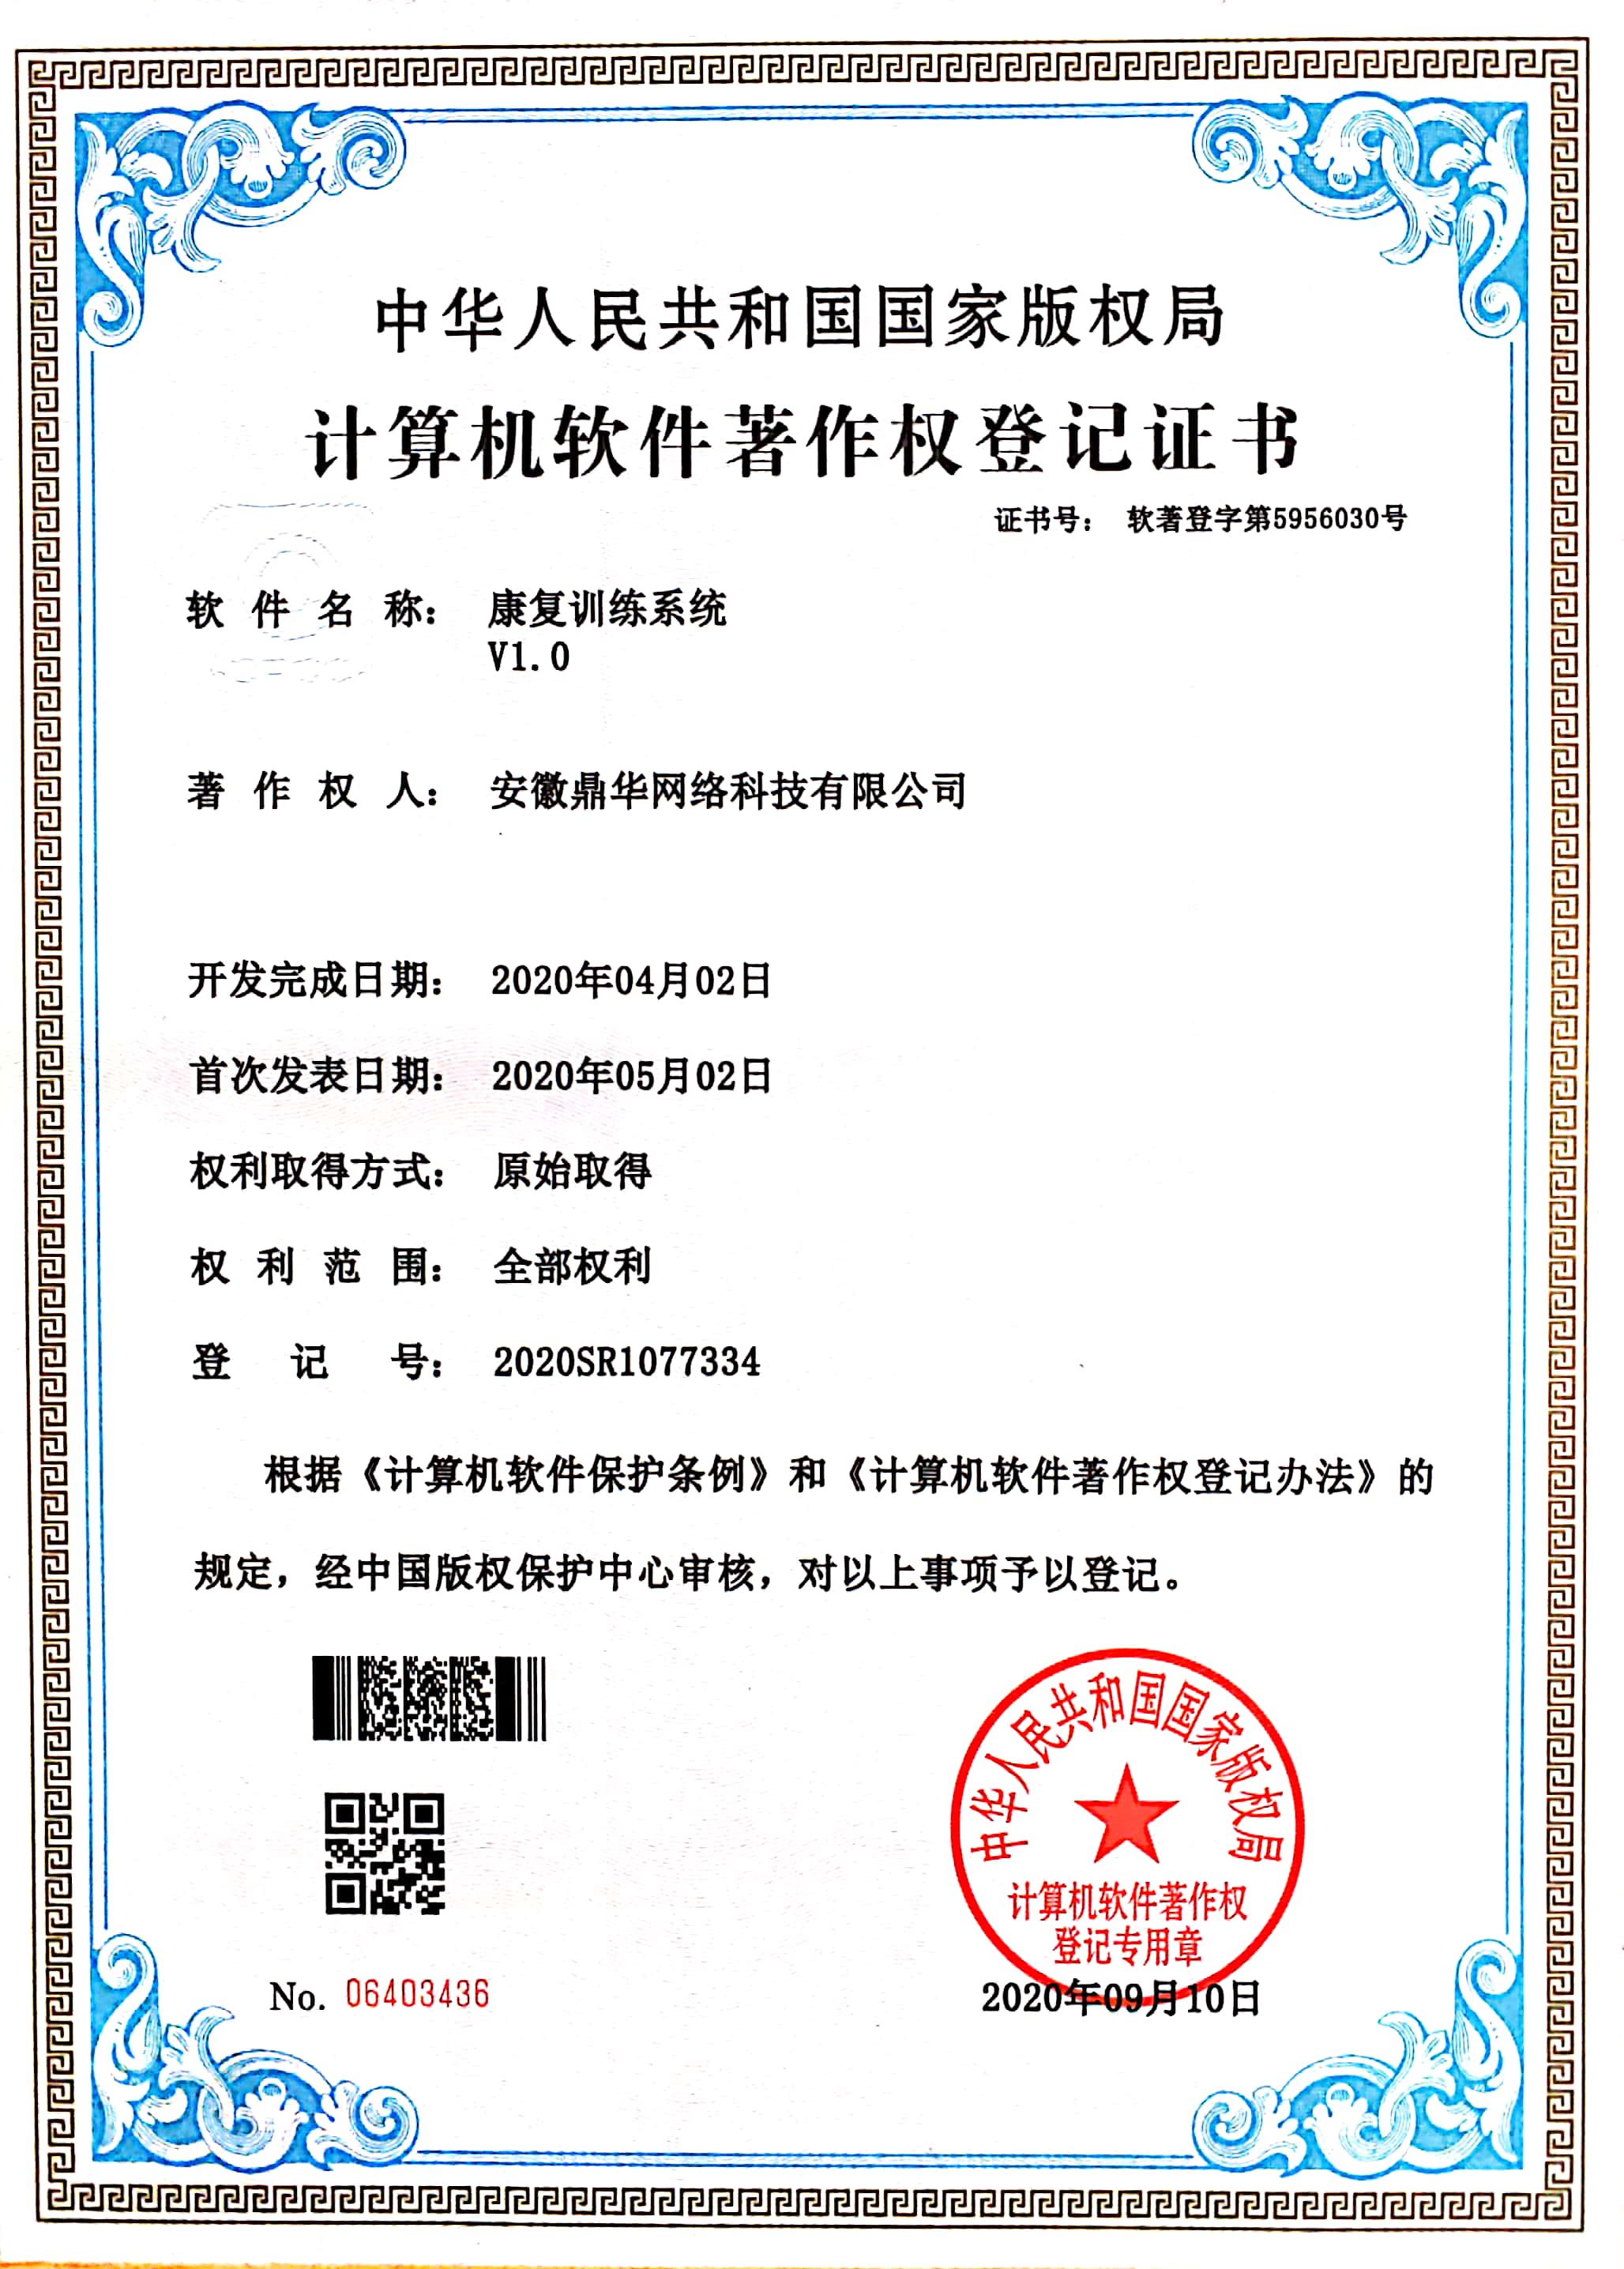 中华人民共和国国家版权局
计算机软件著作权登记证书
证书号： 软著登字第5956030号
软件名称： 康复训练系统
V1.0
著作权人： 安徽鼎华网络科技有限公司
开发完成日期： 2020年04月02日
首次发表日期： 2020年05月02日
权利取得方式： 原始取得
权利范围： 全部权利
登记号： 2020SR1077334
根据《计算机软件保护条例》和《计算机软件著作权登记办法》的
规定，经中国版权保护中心审核，对以上事项予以登记。
中华人民共和国国家版权局
计算机软件著作权
登记专用章
No. 06403436
2020年09月10日